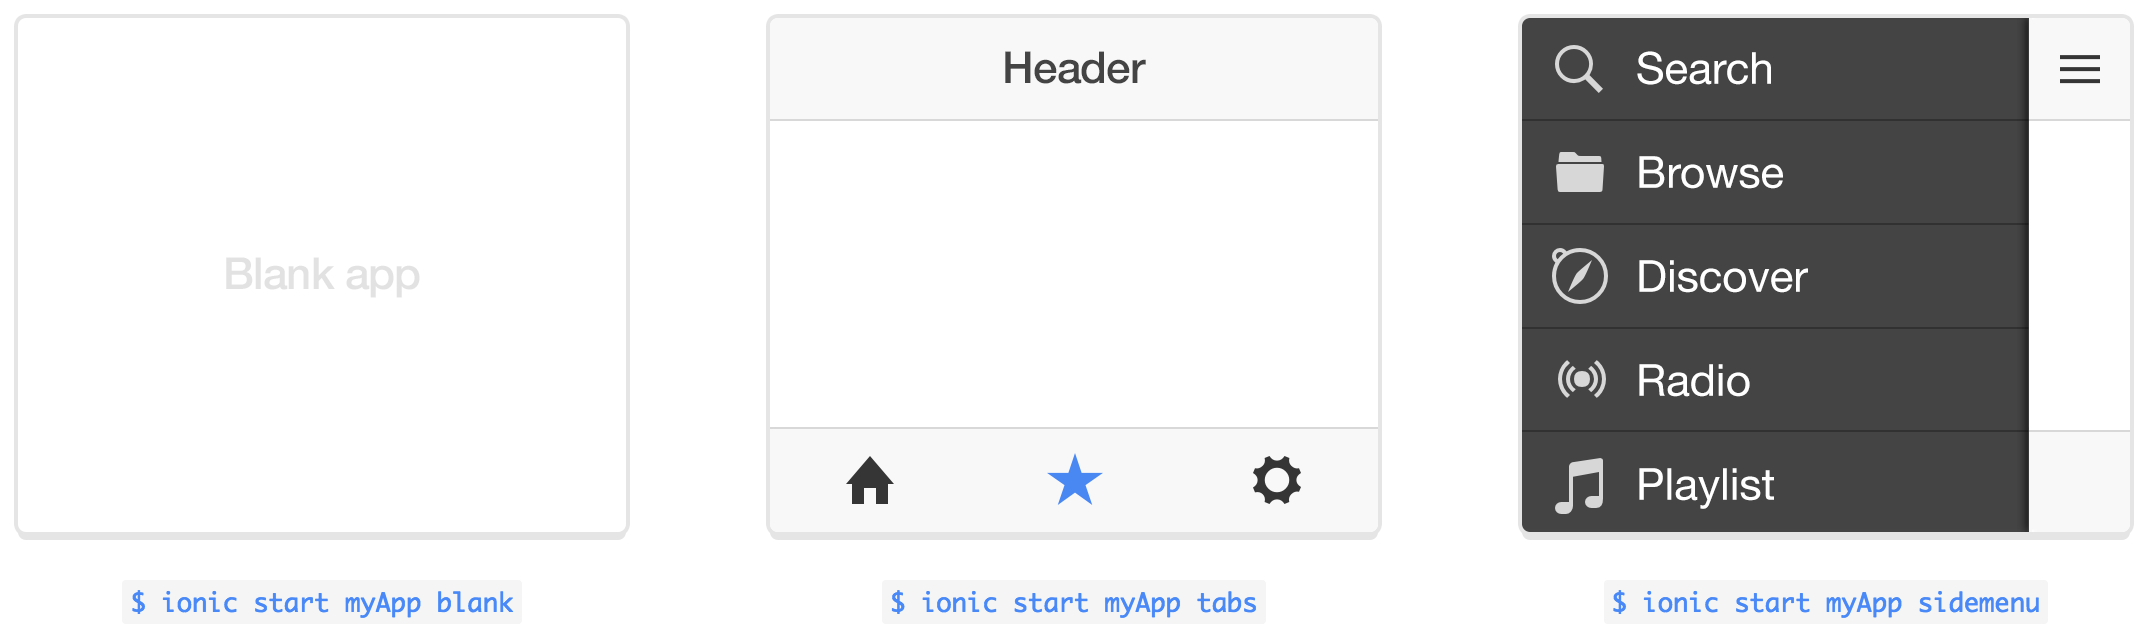 Blank app
$ ionic start myApp blank
Header
$ ionic start myApp tabs
Search
Browse
Discover
Radio
Playlist
$ ionic start myApp sidemenu